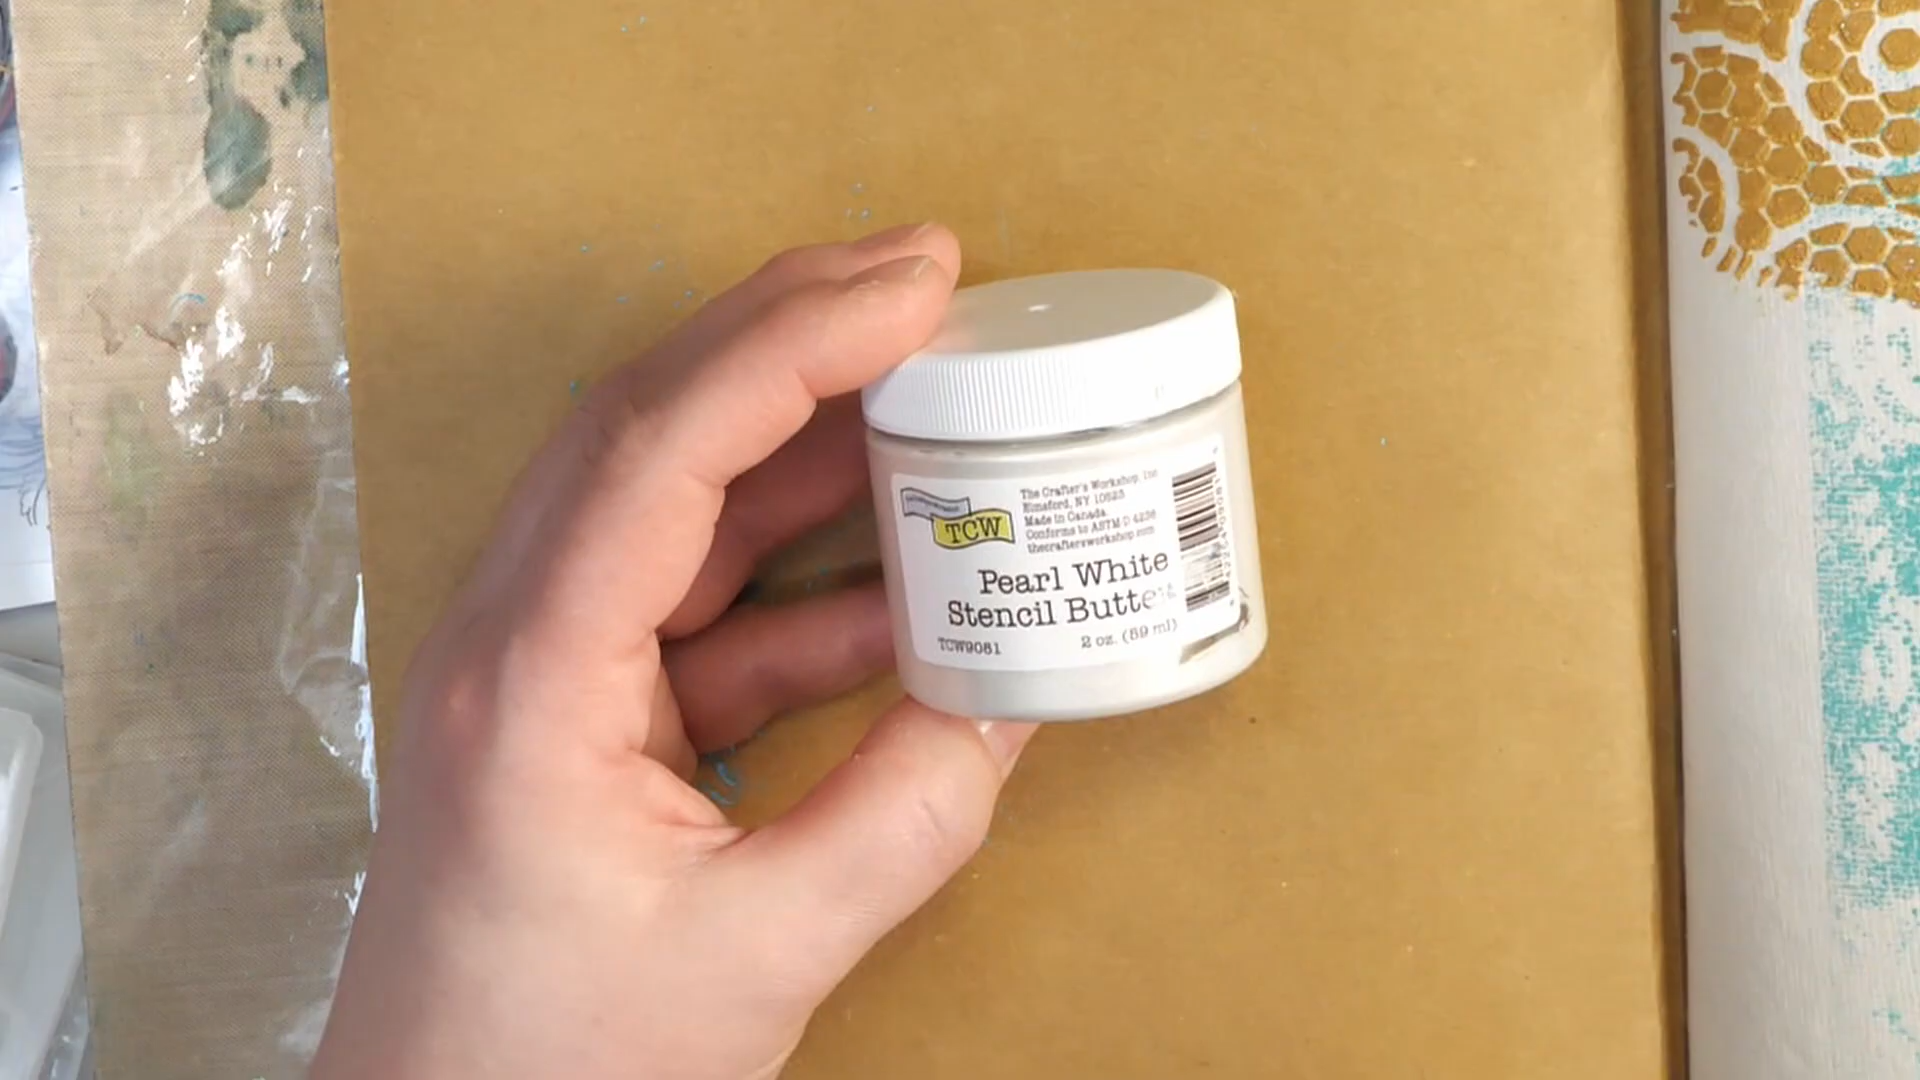 TCW
The Crafter's Workshop, Inc
Elmsford, NY 10523
Made in Canada.
Conforms to ASTM D 4236
thecraftersworkshop.com
Pearl White
Stencil Butter
TCW9081 2 oz. (59 ml)